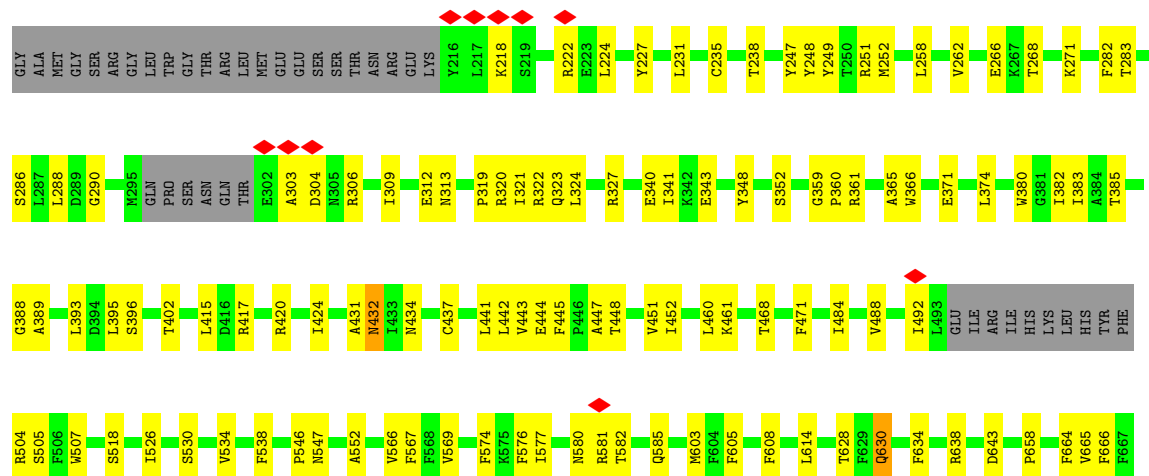 GLY ALA MET GLY SER ARG GLY LEU TRP GLY THR ARG LEU MET GLU GLU SER SER THR ASN ARG GLU LYS Y216 L217 K218 S219 R222 E223 L224 Y227 L231 C235 T238 Y247 Y248 Y249 T250 R251 M252 L258 V262 E266 K267 T268 K271 F282 T283
S286 L287 L288 D289 G290 M295 GLN PRO SER ASN GLN THR E302 A303 D304 N305 R306 I309 E312 N313 P319 R320 I321 R322 Q323 L324 R327 E340 I341 K342 E343 Y348 S352 G359 P360 R361 A365 W366 E371 L374 W380 G381 I382 I383 A384 T385
G388 A389 L393 D394 L395 S396 T402 L415 D416 R417 R420 I424 A431 N432 I433 N434 C437 L441 L442 V443 E444 F445 P446 A447 T448 V451 I452 L460 K461 T468 F471 I484 V488 I492 L493 GLU ILE ARG ILE HIS LYS LEU HIS TYR PHE
R504 S505 F506 W507 S518 I526 S530 V534 F538 P546 N547 A552 V566 F567 F568 V569 F574 K575 F576 I577 N580 R581 T582 Q585 M603 F604 F605 F608 L614 T628 F629 Q630 F634 R638 D643 P658 F664 V665 F666 F667